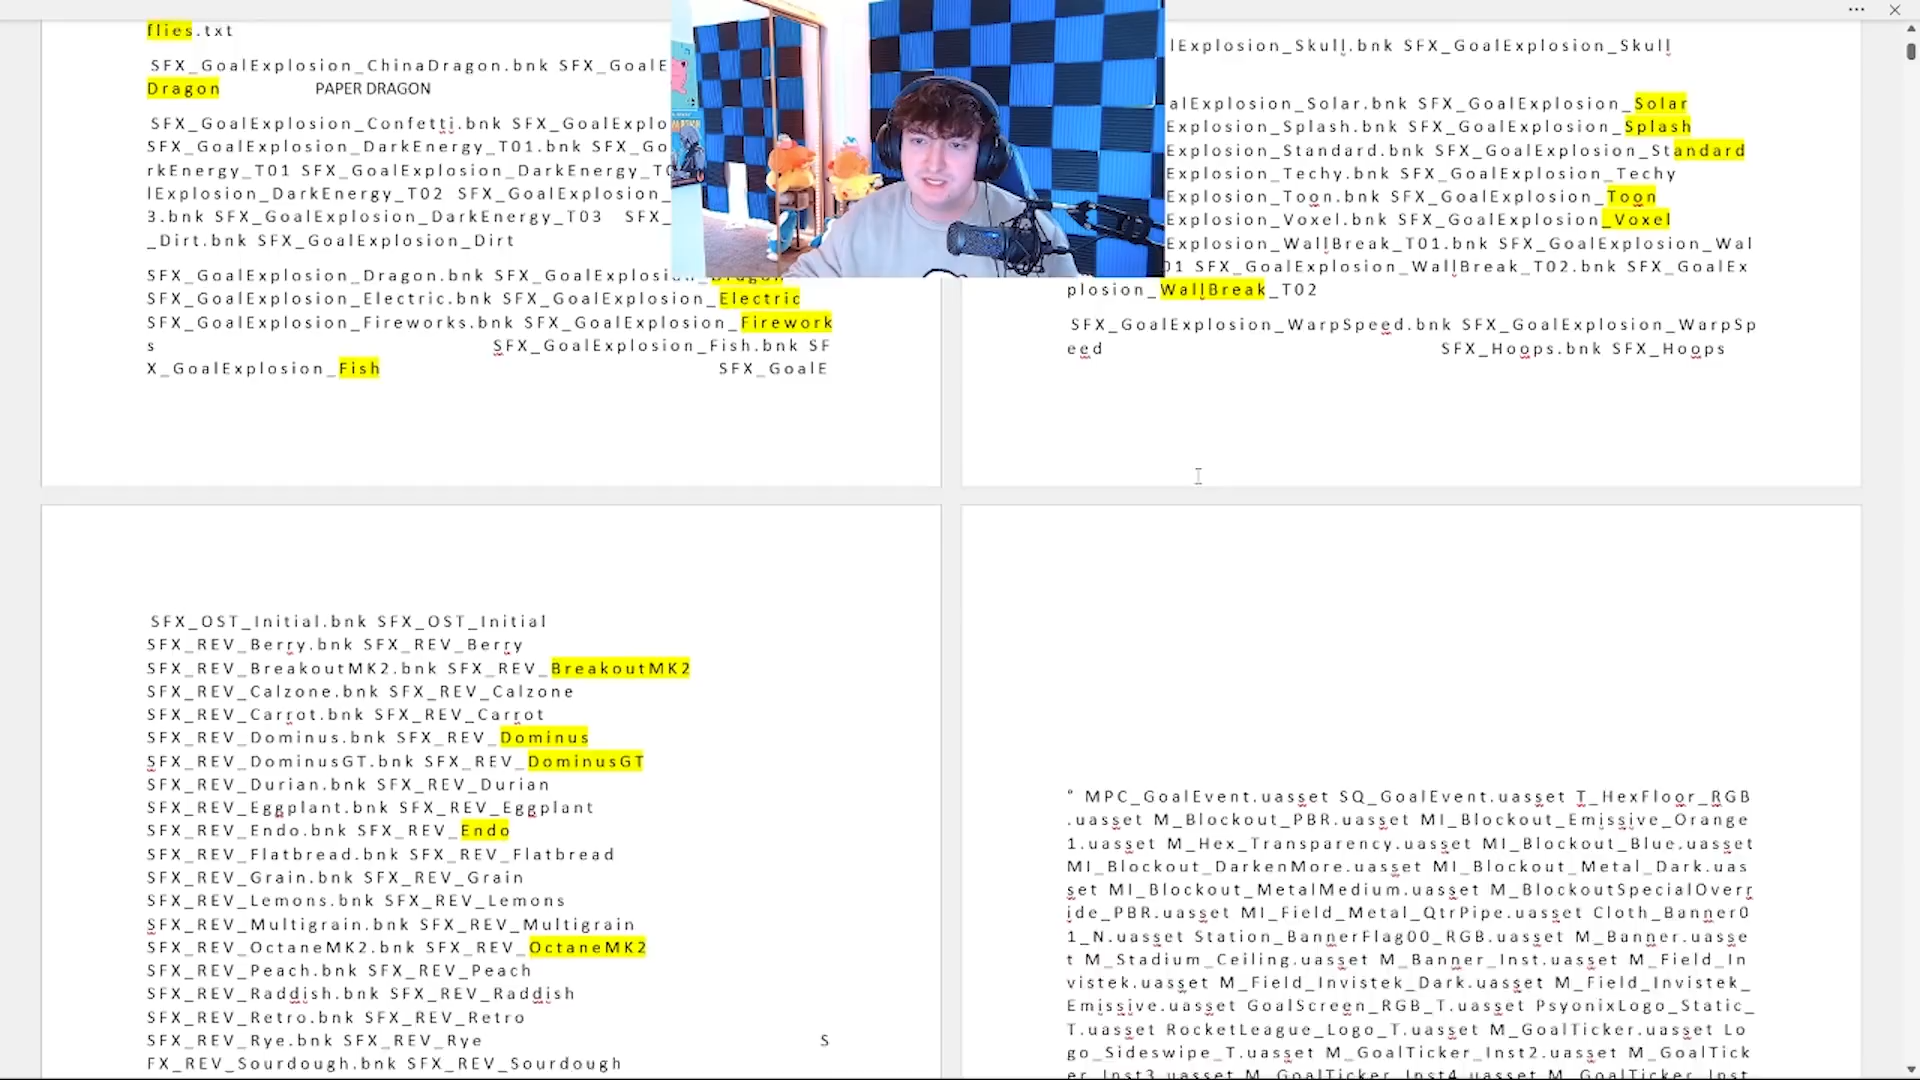 flies.txt
SFX_GoalExplosion_ChinaDragon.bnk SFX_GoalE
Dragon PAPER DRAGON
SFX_GoalExplosion_Confetti.bnk SFX_GoalExplo
SFX_GoalExplosion_DarkEnergy_T01.bnk SFX_Go
rkEnergy_T01 SFX_GoalExplosion_DarkEnergy_T0
lExplosion_DarkEnergy_T02 SFX_GoalExplosion_
3.bnk SFX_GoalExplosion_DarkEnergy_T03 SFX_
_Dirt.bnk SFX_GoalExplosion_Dirt
SFX_GoalExplosion_Dragon.bnk SFX_GoalExplosion_Dragon
SFX_GoalExplosion_Electric.bnk SFX_GoalExplosion_Electric
SFX_GoalExplosion_Fireworks.bnk SFX_GoalExplosion_Firework
s SFX_GoalExplosion_Fish.bnk SF
X_GoalExplosion_Fish SFX_GoalE
lExplosion_Skull.bnk SFX_GoalExplosion_Skull
alExplosion_Solar.bnk SFX_GoalExplosion_Solar
Explosion_Splash.bnk SFX_GoalExplosion_Splash
Explosion_Standard.bnk SFX_GoalExplosion_Standard
Explosion_Techy.bnk SFX_GoalExplosion_Techy
Explosion_Toon.bnk SFX_GoalExplosion_Toon
Explosion_Voxel.bnk SFX_GoalExplosion_Voxel
Explosion_WallBreak_T01.bnk SFX_GoalExplosion_Wal
01 SFX_GoalExplosion_WallBreak_T02.bnk SFX_GoalEx
plosion_WallBreak_T02
SFX_GoalExplosion_WarpSpeed.bnk SFX_GoalExplosion_WarpSp
eed SFX_Hoops.bnk SFX_Hoops
SFX_OST_Initial.bnk SFX_OST_Initial
SFX_REV_Berry.bnk SFX_REV_Berry
SFX_REV_BreakoutMK2.bnk SFX_REV_BreakoutMK2
SFX_REV_Calzone.bnk SFX_REV_Calzone
SFX_REV_Carrot.bnk SFX_REV_Carrot
SFX_REV_Dominus.bnk SFX_REV_Dominus
SFX_REV_DominusGT.bnk SFX_REV_DominusGT
SFX_REV_Durian.bnk SFX_REV_Durian
SFX_REV_Eggplant.bnk SFX_REV_Eggplant
SFX_REV_Endo.bnk SFX_REV_Endo
SFX_REV_Flatbread.bnk SFX_REV_Flatbread
SFX_REV_Grain.bnk SFX_REV_Grain
SFX_REV_Lemons.bnk SFX_REV_Lemons
SFX_REV_Multigrain.bnk SFX_REV_Multigrain
SFX_REV_OctaneMK2.bnk SFX_REV_OctaneMK2
SFX_REV_Peach.bnk SFX_REV_Peach
SFX_REV_Raddish.bnk SFX_REV_Raddish
SFX_REV_Retro.bnk SFX_REV_Retro
SFX_REV_Rye.bnk SFX_REV_Rye S
FX_REV_Sourdough.bnk SFX_REV_Sourdough
° MPC_GoalEvent.uasset SQ_GoalEvent.uasset T_HexFloor_RGB
.uasset M_Blockout_PBR.uasset MI_Blockout_Emissive_Orange
1.uasset M_Hex_Transparency.uasset MI_Blockout_Blue.uasset
MI_Blockout_DarkenMore.uasset MI_Blockout_Metal_Dark.uas
set MI_Blockout_MetalMedium.uasset M_BlockoutSpecialOverr
ide_PBR.uasset MI_Field_Metal_QtrPipe.uasset Cloth_Banner0
1_N.uasset Station_BannerFlag00_RGB.uasset M_Banner.uasse
t M_Stadium_Ceiling.uasset M_Banner_Inst.uasset M_Field_In
vistek.uasset M_Field_Invistek_Dark.uasset M_Field_Invistek_
Emissive.uasset GoalScreen_RGB_T.uasset PsyonixLogo_Static_
T.uasset RocketLeague_Logo_T.uasset M_GoalTicker.uasset Lo
go_Sideswipe_T.uasset M_GoalTicker_Inst2.uasset M_GoalTick
er_Inst3.uasset M_GoalTicker_Inst4.uasset M_GoalTicker_Inst